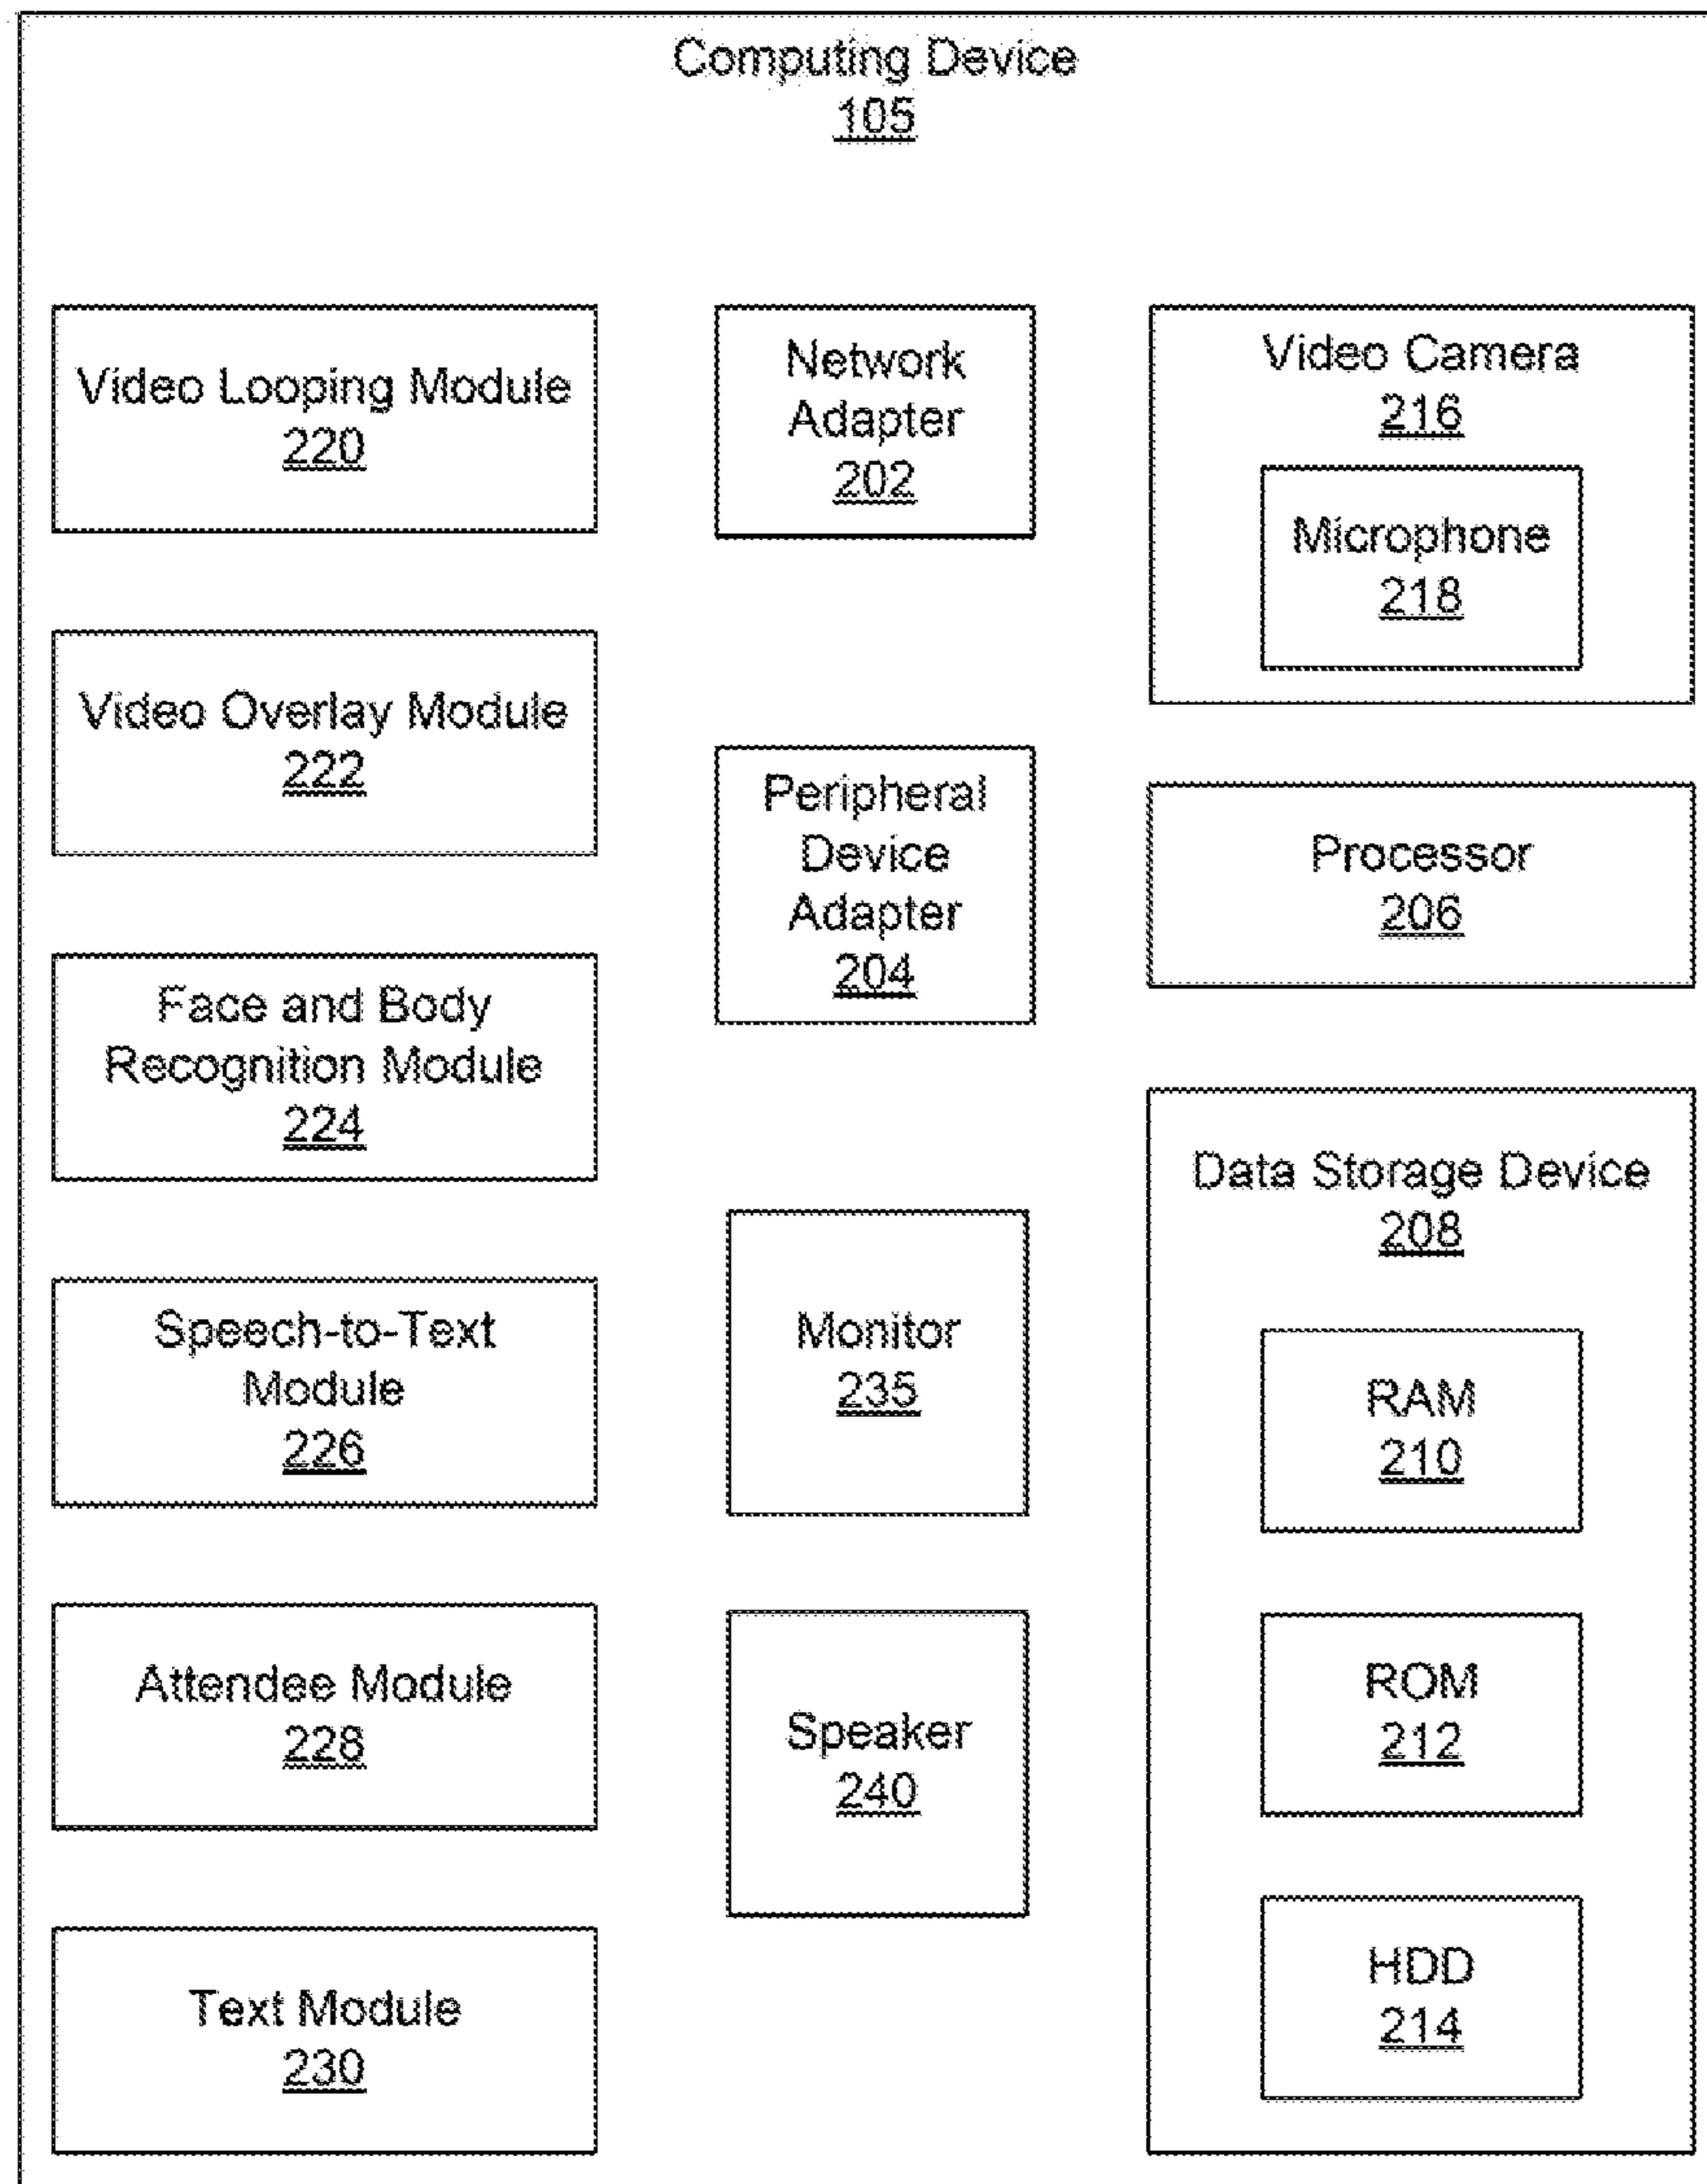 Computing Device
105
Video Looping Module
220
Video Overlay Module
222
Face and Body
Recognition Module
224
Speech-to-Text
Module
226
Attendee Module
228
Text Module
230
Network
Adapter
202
Peripheral
Device
Adapter
204
Monitor
235
Speaker
240
Video Camera
216
Microphone
218
Processor
206
Data Storage Device
208
RAM
210
ROM
212
HDD
214